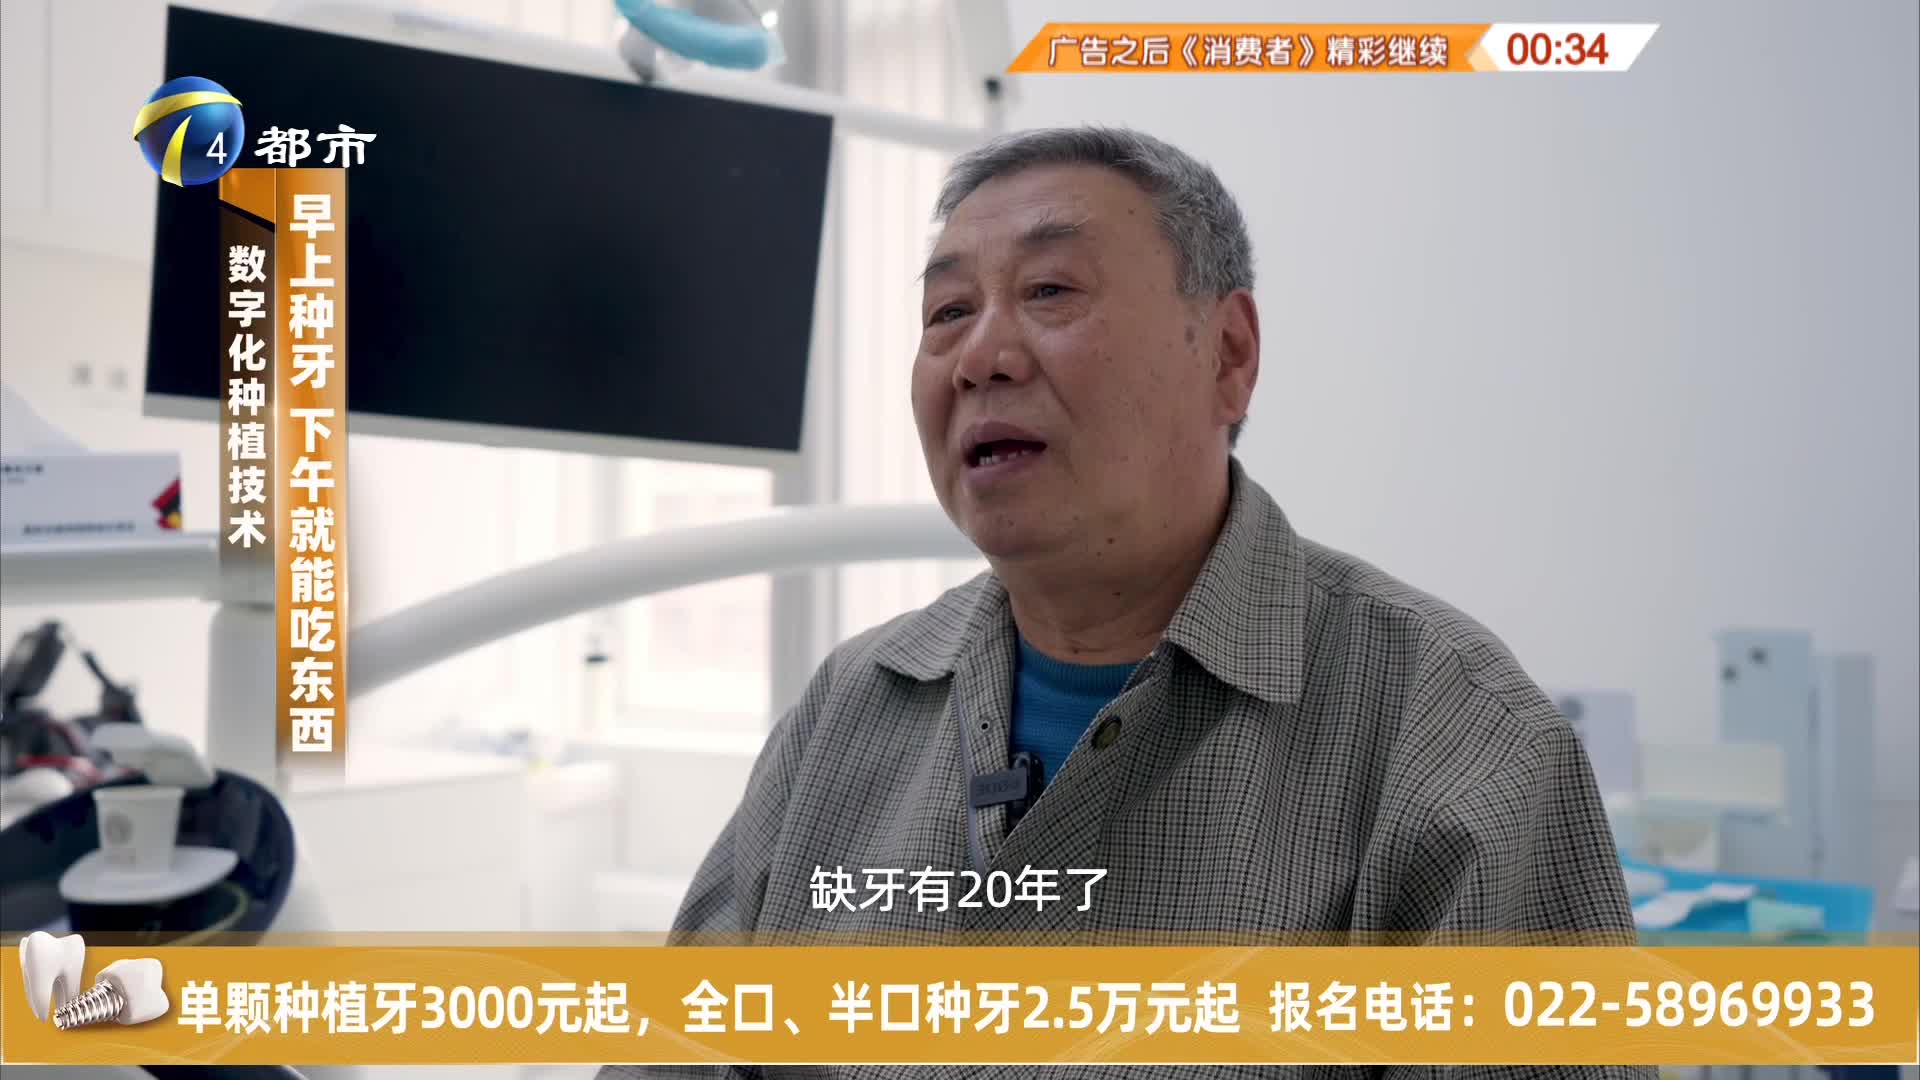 广告之后《消费者》精彩继续 00:34
4 都市
早上种牙 下午就能吃东西
数字化种植技术
缺牙有20年了
单颗种植牙3000元起，全口、半口种牙2.5万元起 报名电话：022-58969933